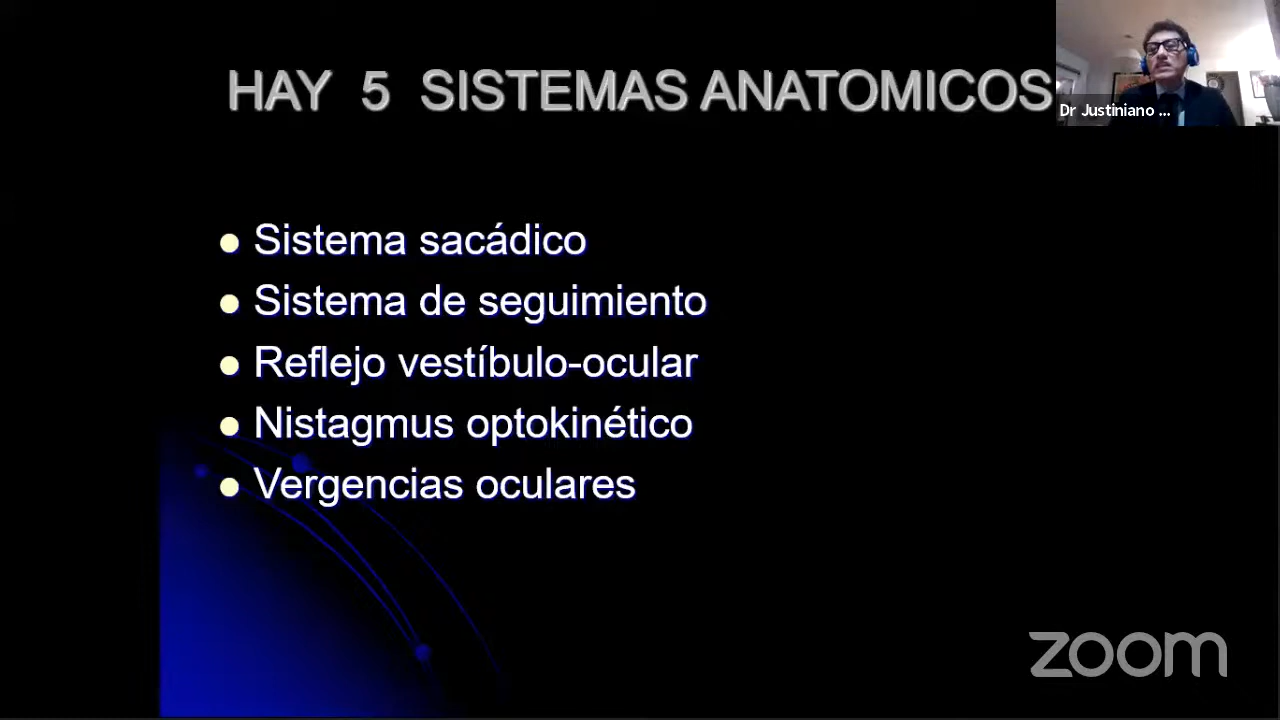 HAY 5 SISTEMAS ANATOMICOS
Dr Justiniano ...
Sistema sacádico
Sistema de seguimiento
Reflejo vestíbulo-ocular
Nistagmus optokinético
Vergencias oculares
zoom